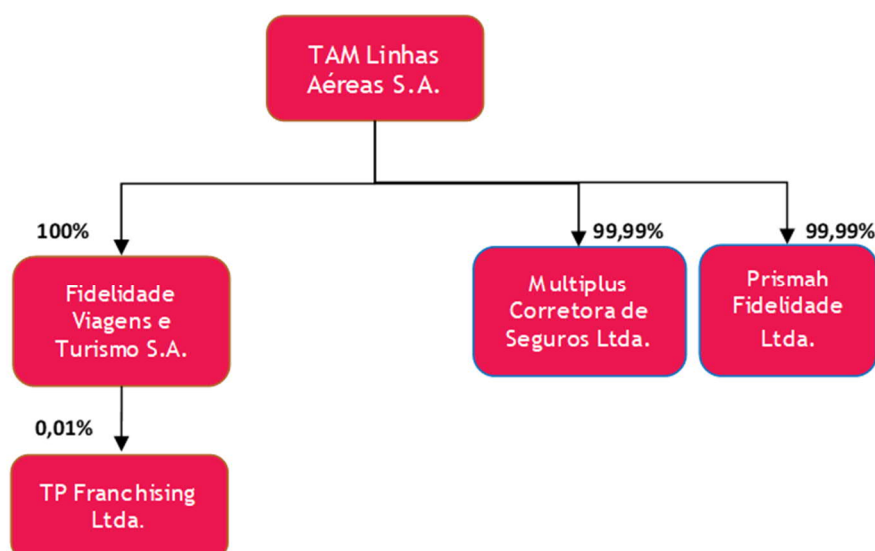 TAM Linhas
Aéreas S.A.
100%
99,99%
99,99%
Fidelidade
Viagens e
Turismo S.A.
Multiplus
Corretora de
Seguros Ltda.
Prismah
Fidelidade
Ltda.
0,01%
TP Franchising
Ltda.